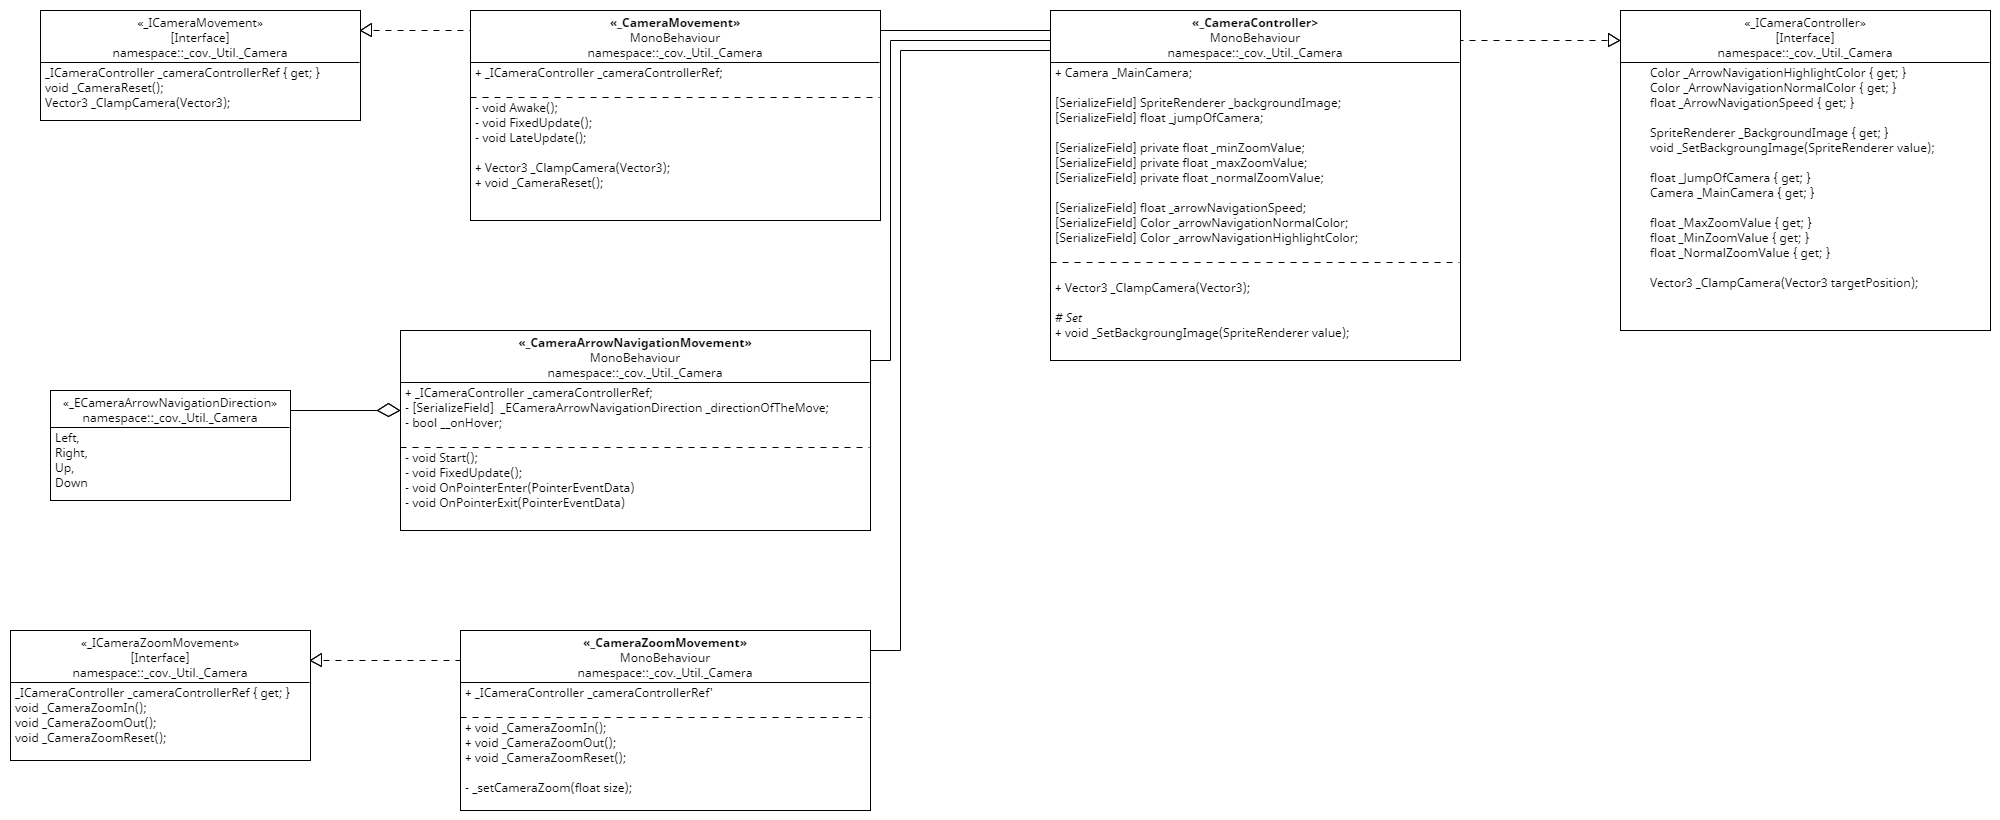 «_ICameraMovement»
[Interface]
namespace::_cov._Util._Camera
_ICameraController _cameraControllerRef { get; }
void _CameraReset();
Vector3 _ClampCamera(Vector3);
«_CameraMovement»
MonoBehaviour
namespace::_cov._Util._Camera
+ _ICameraController _cameraControllerRef;
- void Awake();
- void FixedUpdate();
- void LateUpdate();
+ Vector3 _ClampCamera(Vector3);
+ void _CameraReset();
«_CameraController>
MonoBehaviour
namespace::_cov._Util._Camera
+ Camera _MainCamera;
[SerializeField] SpriteRenderer _backgroundImage;
[SerializeField] float _jumpOfCamera;
[SerializeField] private float _minZoomValue;
[SerializeField] private float _maxZoomValue;
[SerializeField] private float _normalZoomValue;
[SerializeField] float _arrowNavigationSpeed;
[SerializeField] Color _arrowNavigationNormalColor;
[SerializeField] Color _arrowNavigationHighlightColor;
+ Vector3 _ClampCamera(Vector3);
# Set
+ void _SetBackgroungImage(SpriteRenderer value);
«_ICameraController»
[Interface]
namespace::_cov._Util._Camera
Color _ArrowNavigationHighlightColor { get; }
Color _ArrowNavigationNormalColor { get; }
float _ArrowNavigationSpeed { get; }
SpriteRenderer _BackgroundImage { get; }
void _SetBackgroungImage(SpriteRenderer value);
float _JumpOfCamera { get; }
Camera _MainCamera { get; }
float _MaxZoomValue { get; }
float _MinZoomValue { get; }
float _NormalZoomValue { get; }
Vector3 _ClampCamera(Vector3 targetPosition);
«_ECameraArrowNavigationDirection»
namespace::_cov._Util._Camera
Left,
Right,
Up,
Down
«_CameraArrowNavigationMovement»
MonoBehaviour
namespace::_cov._Util._Camera
+ _ICameraController _cameraControllerRef;
- [SerializeField]  _ECameraArrowNavigationDirection _directionOfTheMove;
- bool __onHover;
- void Start();
- void FixedUpdate();
- void OnPointerEnter(PointerEventData)
- void OnPointerExit(PointerEventData)
«_ICameraZoomMovement»
[Interface]
namespace::_cov._Util._Camera
_ICameraController _cameraControllerRef { get; }
void _CameraZoomIn();
void _CameraZoomOut();
void _CameraZoomReset();
«_CameraZoomMovement»
MonoBehaviour
namespace::_cov._Util._Camera
+ _ICameraController _cameraControllerRef'
+ void _CameraZoomIn();
+ void _CameraZoomOut();
+ void _CameraZoomReset();
- _setCameraZoom(float size);